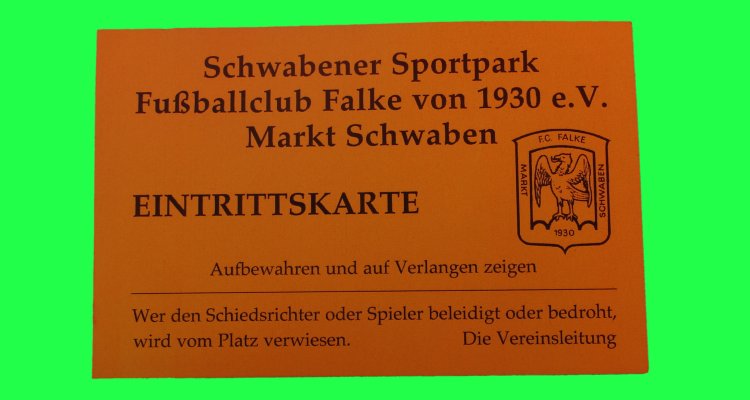 Schwabener Sportpark
Fußballclub Falke von 1930 e.V.
Markt Schwaben
F.C. FALKE
MARKT
SCHWABEN
1930
EINTRITTSKARTE
Aufbewahren und auf Verlangen zeigen
Wer den Schiedsrichter oder Spieler beleidigt oder bedroht,
wird vom Platz verwiesen. Die Vereinsleitung